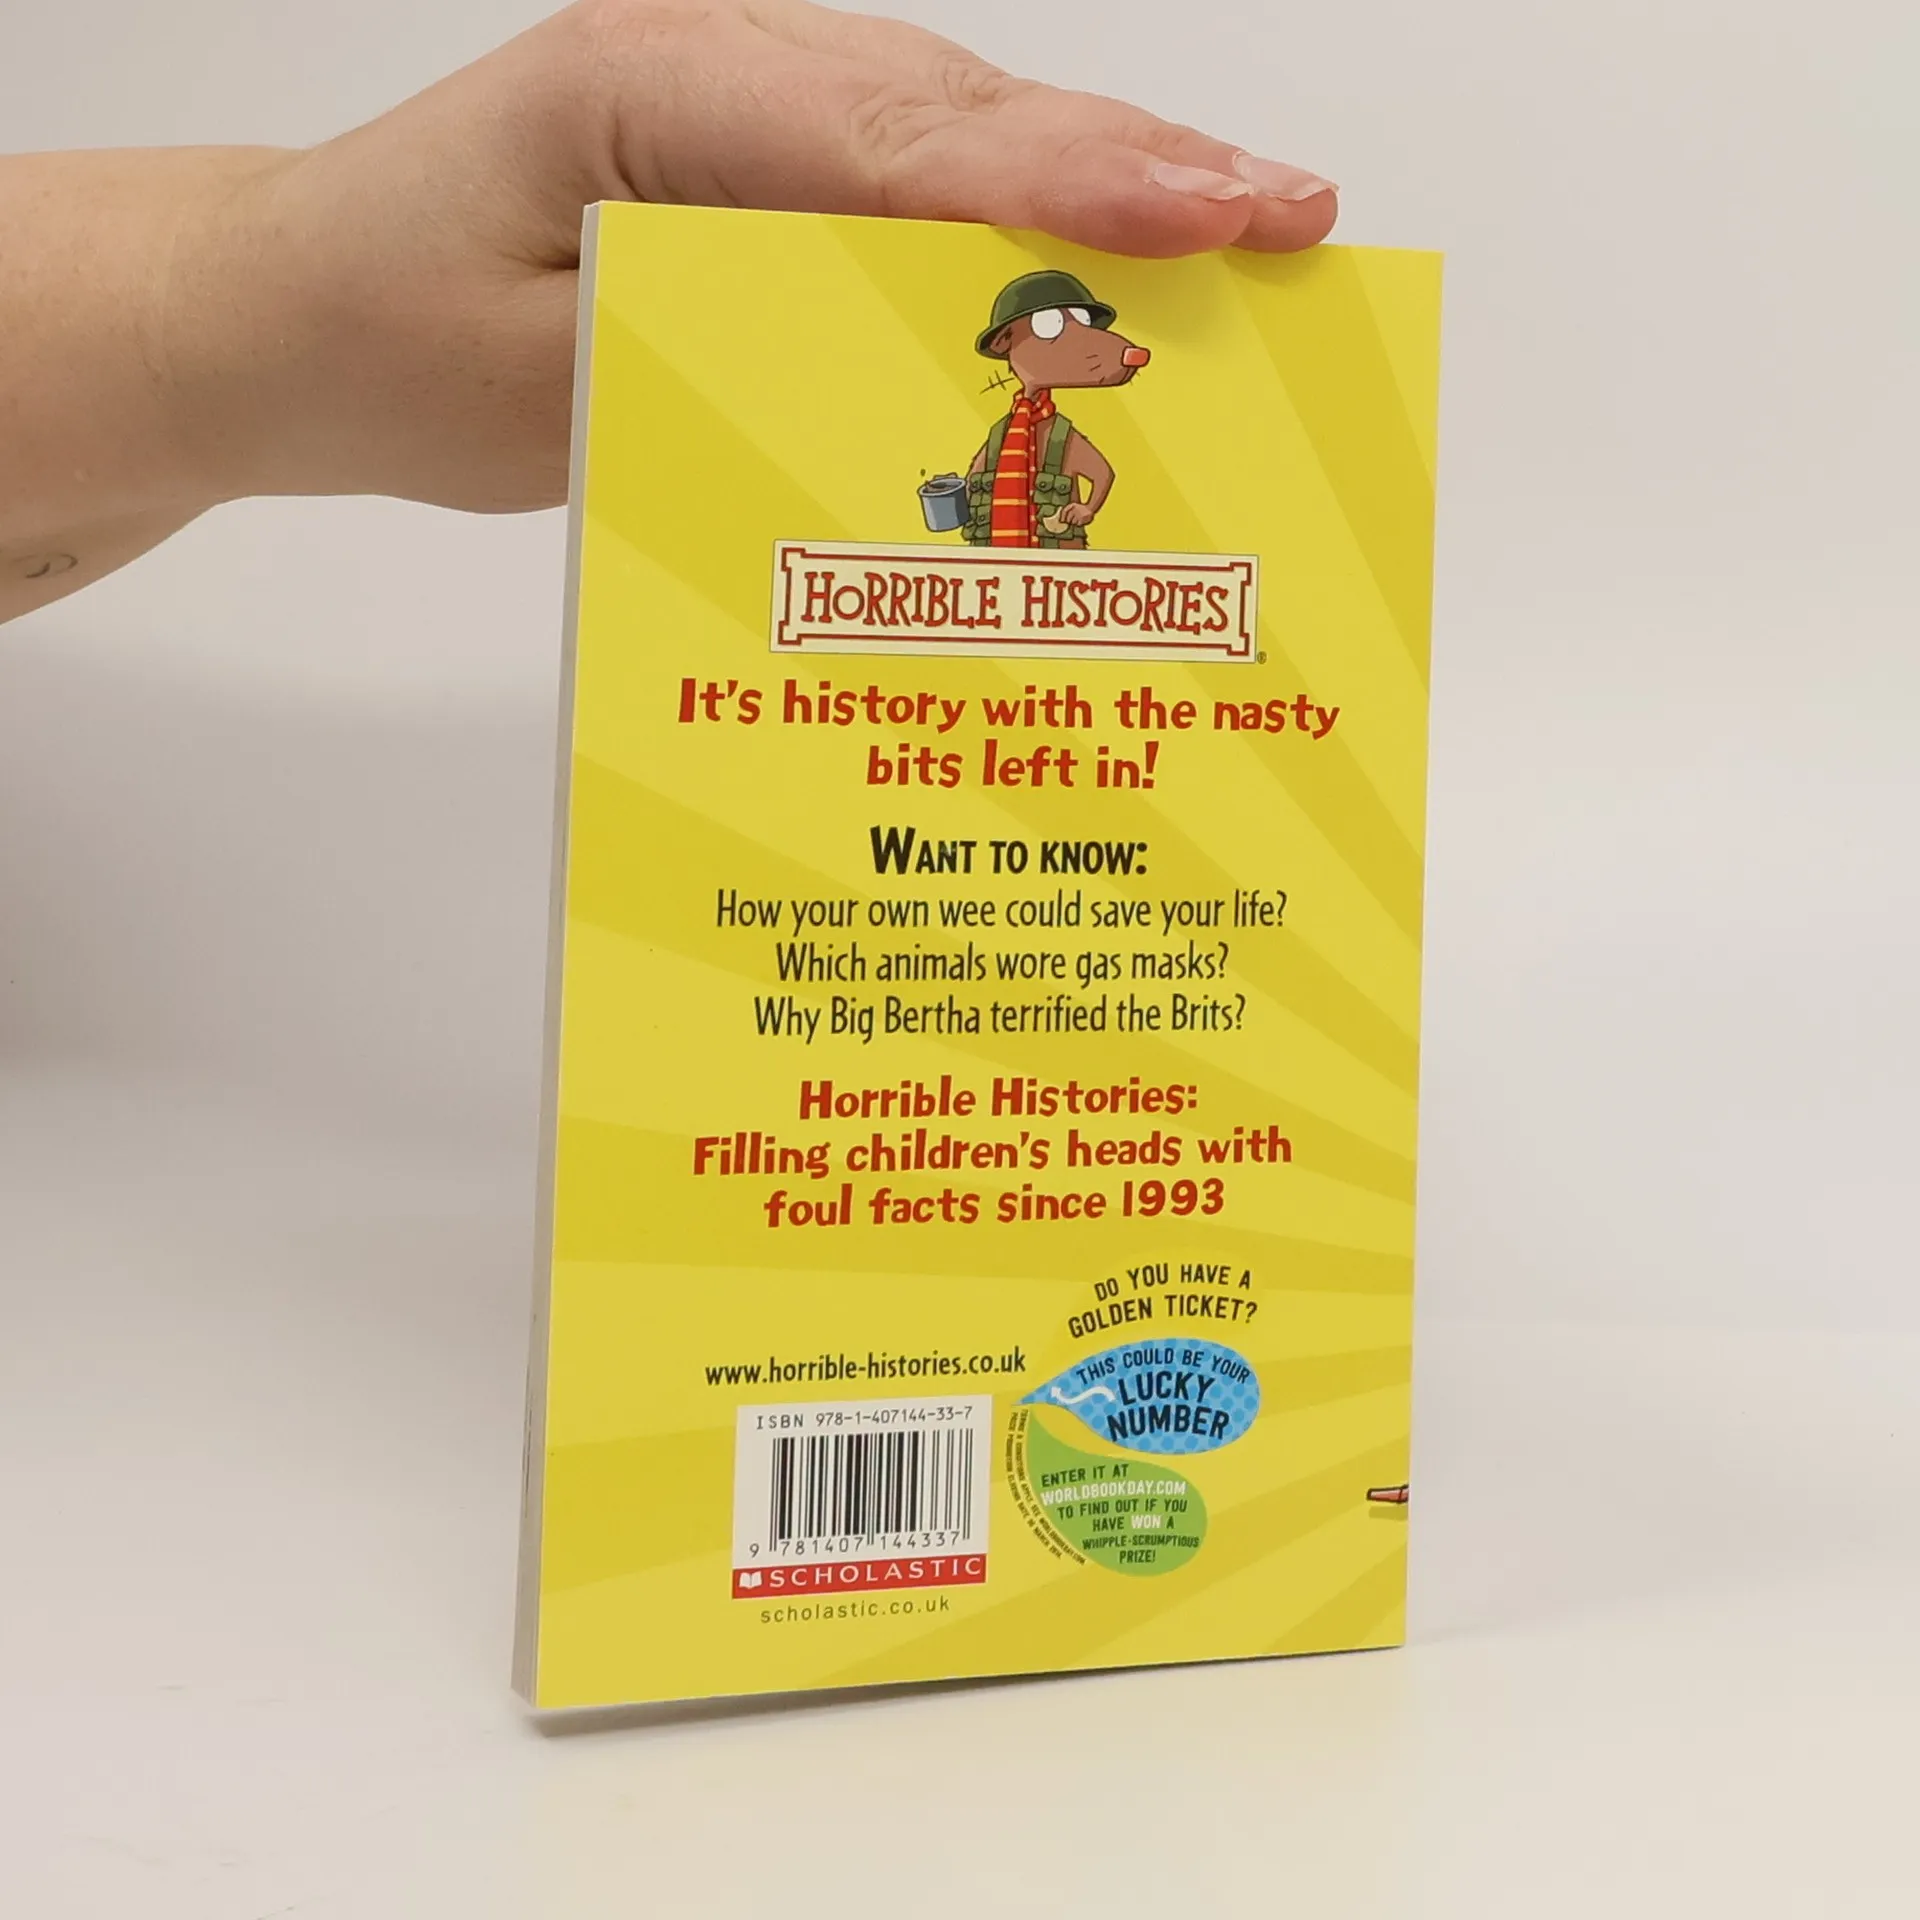 HORRIBLE HISTORIES®
It's history with the nasty
bits left in!
WANT TO KNOW:
How your own wee could save your life?
Which animals wore gas masks?
Why Big Bertha terrified the Brits?
Horrible Histories:
Filling children's heads with
foul facts since 1993
DO YOU HAVE A
GOLDEN TICKET?
THIS COULD BE YOUR
LUCKY
NUMBER
ENTER IT AT
WORLDBOOKDAY.COM
TO FIND OUT IF YOU
HAVE WON A
WHIPPLE-SCRUMPTIOUS
PRIZE!
www.horrible-histories.co.uk
ISBN 978-1-407144-33-7
9 781407 144337
SCHOLASTIC
scholastic.co.uk